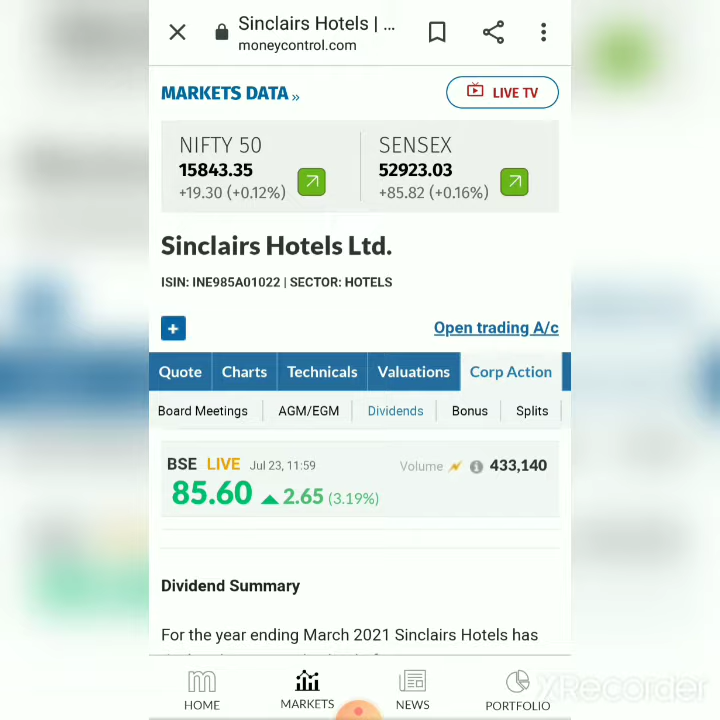 Sinclairs Hotels | ...
moneycontrol.com
MARKETS DATA »
LIVE TV
NIFTY 50
15843.35
+19.30 (+0.12%)
SENSEX
52923.03
+85.82 (+0.16%)
Sinclairs Hotels Ltd.
ISIN: INE985A01022 | SECTOR: HOTELS
+
Open trading A/c
Quote Charts Technicals Valuations Corp Action
Board Meetings AGM/EGM Dividends Bonus Splits
BSE LIVE Jul 23, 11:59
Volume 433,140
85.60 2.65 (3.19%)
Dividend Summary
For the year ending March 2021 Sinclairs Hotels has
HOME MARKETS NEWS PORTFOLIO
XRecorder